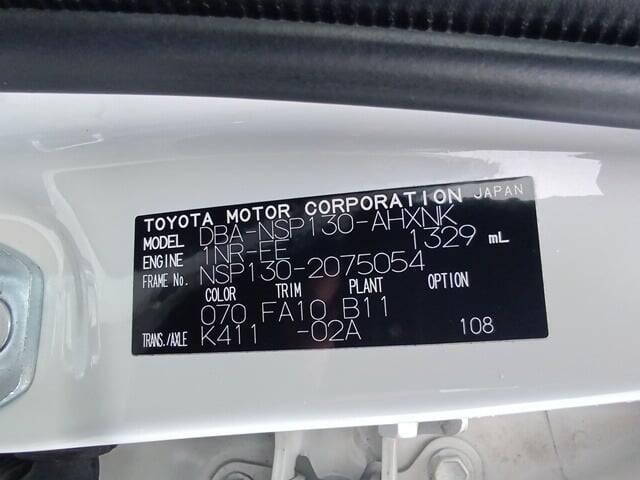 TOYOTA MOTOR CORPORATION JAPAN
MODEL DBA-NSP130-AHXNK
ENGINE 1NR-FE 1329 mL
FRAME No. NSP130-2075054
COLOR TRIM PLANT OPTION
070 FA10 B11
TRANS./AXLE K411 -02A 108